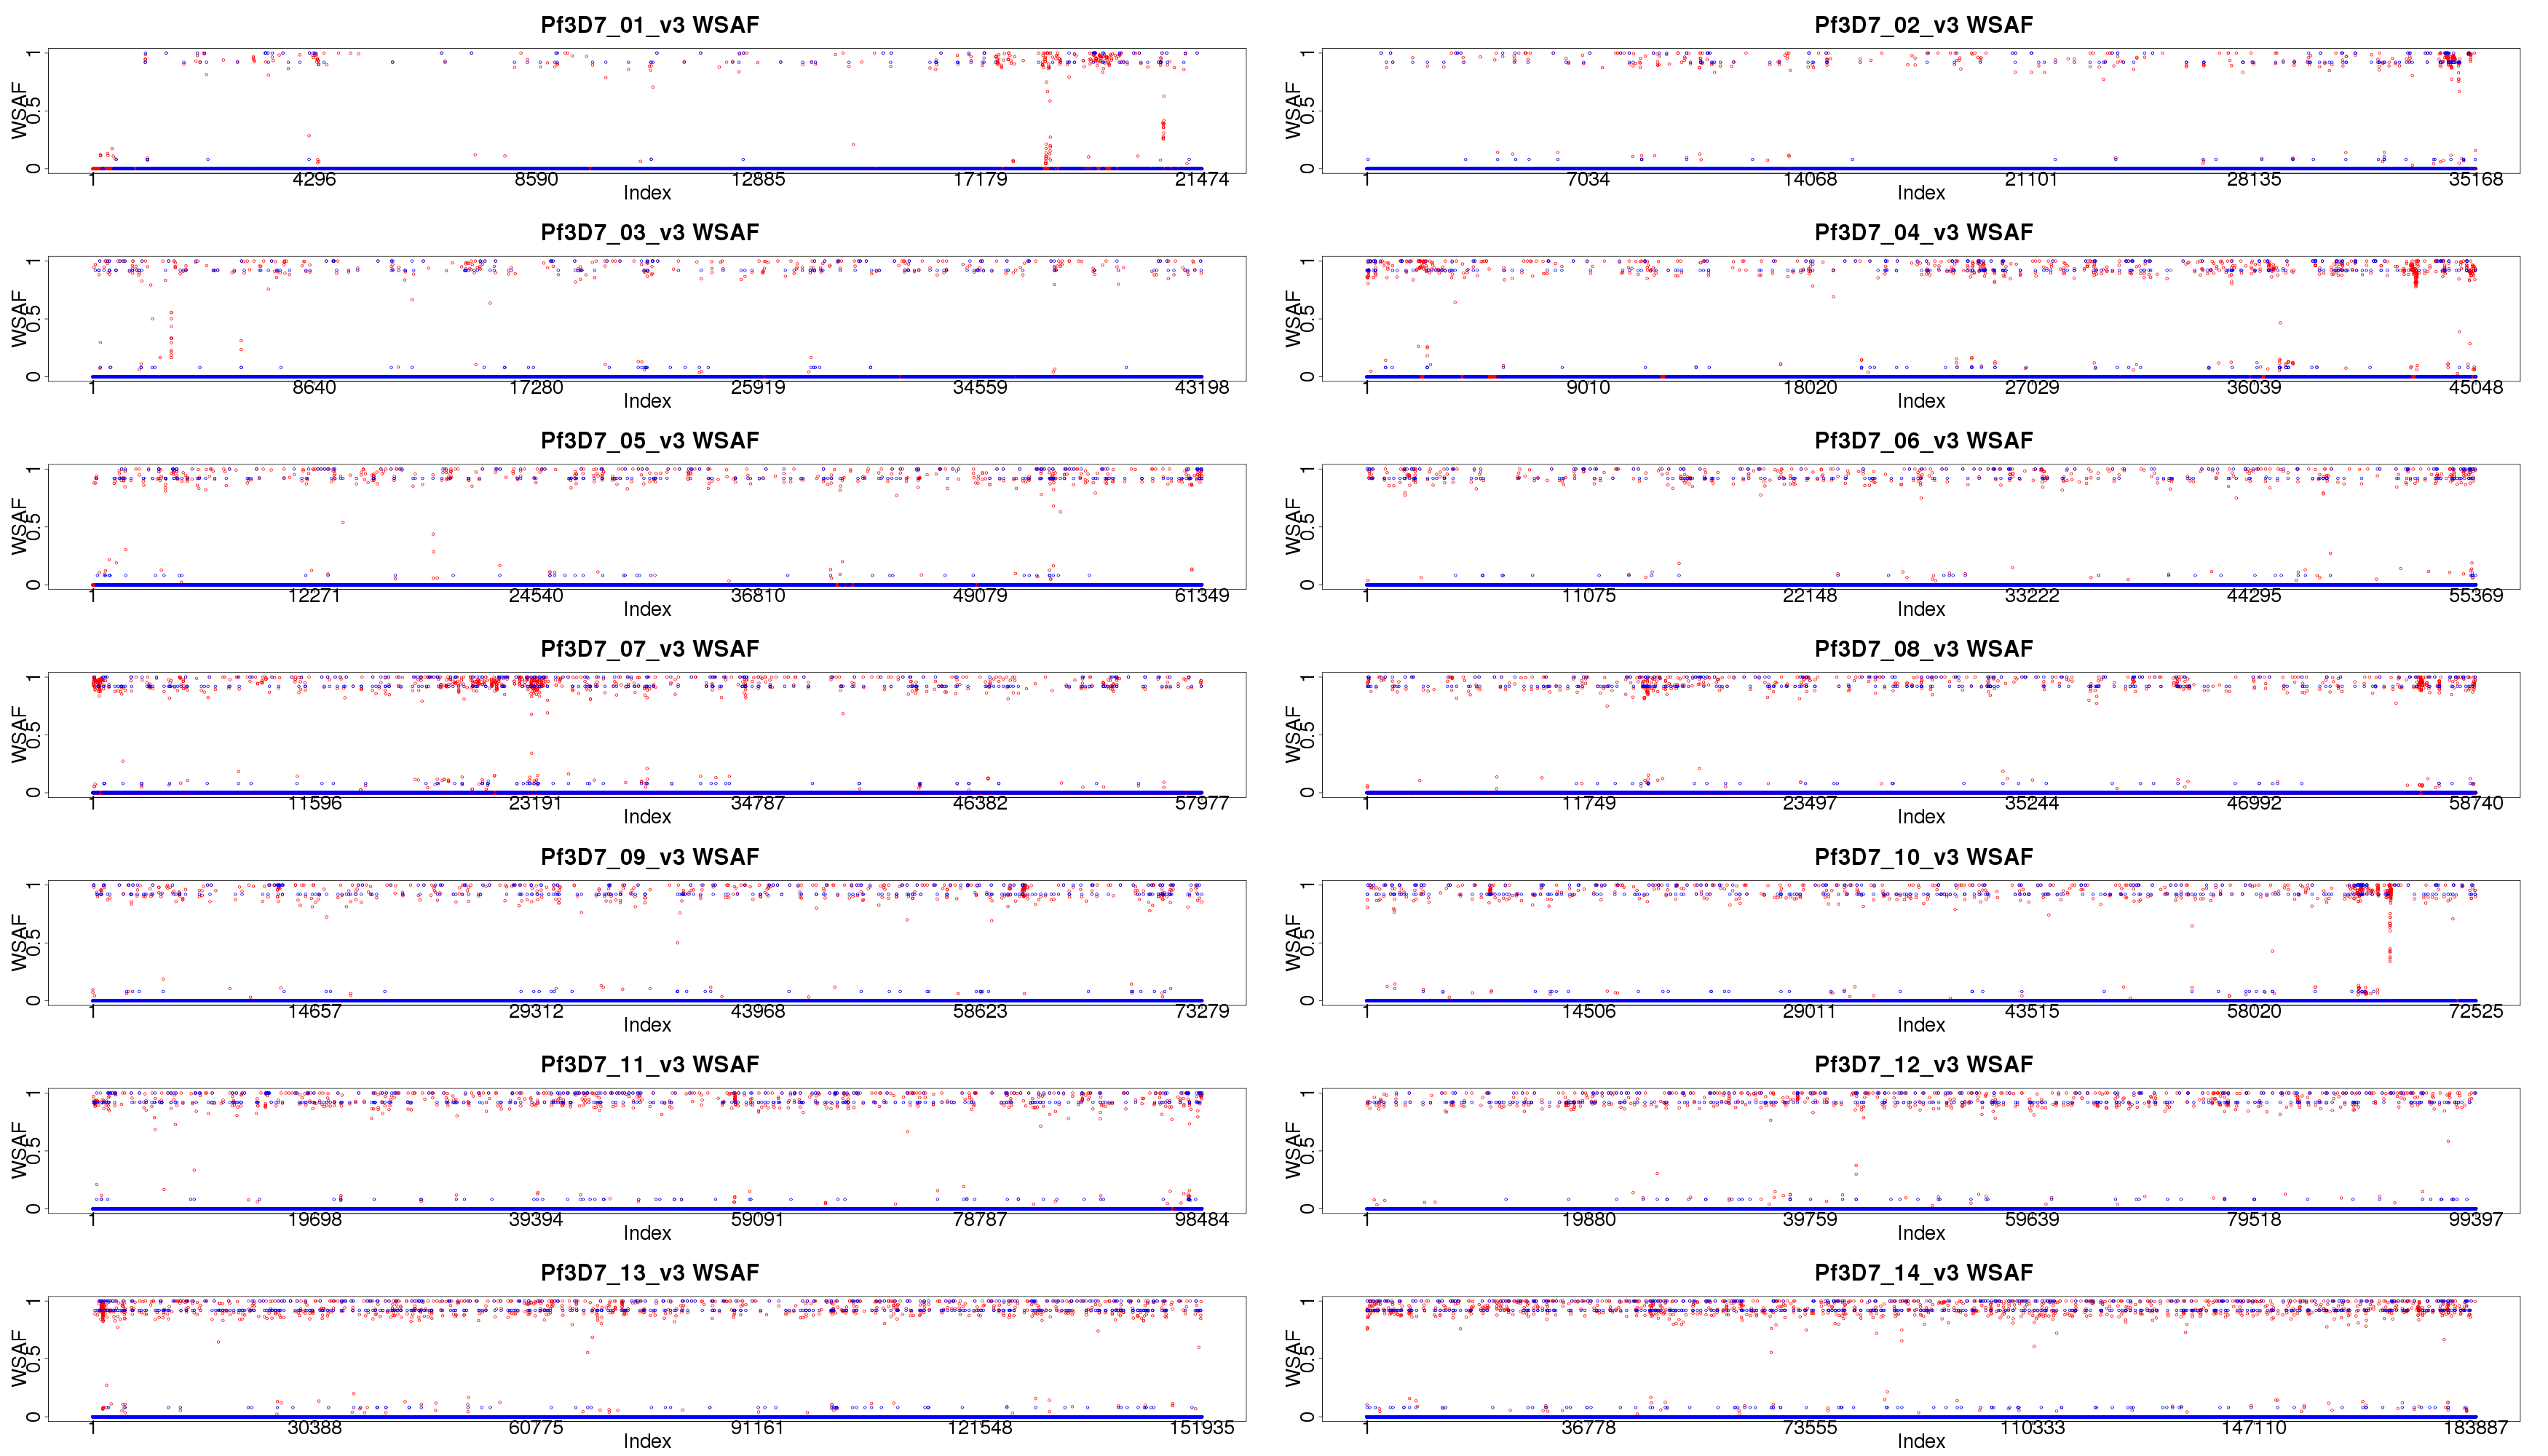 Pf3D7_01_v3 WSAF
WSAF
0 0.5 1
1 4296 8590 12885 17179 21474
Index
Pf3D7_02_v3 WSAF
WSAF
0 0.5 1
1 7034 14068 21101 28135 35168
Index
Pf3D7_03_v3 WSAF
WSAF
0 0.5 1
1 8640 17280 25919 34559 43198
Index
Pf3D7_04_v3 WSAF
WSAF
0 0.5 1
1 9010 18020 27029 36039 45048
Index
Pf3D7_05_v3 WSAF
WSAF
0 0.5 1
1 12271 24540 36810 49079 61349
Index
Pf3D7_06_v3 WSAF
WSAF
0 0.5 1
1 11075 22148 33222 44295 55369
Index
Pf3D7_07_v3 WSAF
WSAF
0 0.5 1
1 11596 23191 34787 46382 57977
Index
Pf3D7_08_v3 WSAF
WSAF
0 0.5 1
1 11749 23497 35244 46992 58740
Index
Pf3D7_09_v3 WSAF
WSAF
0 0.5 1
1 14657 29312 43968 58623 73279
Index
Pf3D7_10_v3 WSAF
WSAF
0 0.5 1
1 14506 29011 43515 58020 72525
Index
Pf3D7_11_v3 WSAF
WSAF
0 0.5 1
1 19698 39394 59091 78787 98484
Index
Pf3D7_12_v3 WSAF
WSAF
0 0.5 1
1 19880 39759 59639 79518 99397
Index
Pf3D7_13_v3 WSAF
WSAF
0 0.5 1
1 30388 60775 91161 121548 151935
Index
Pf3D7_14_v3 WSAF
WSAF
0 0.5 1
1 36778 73555 110333 147110 183887
Index